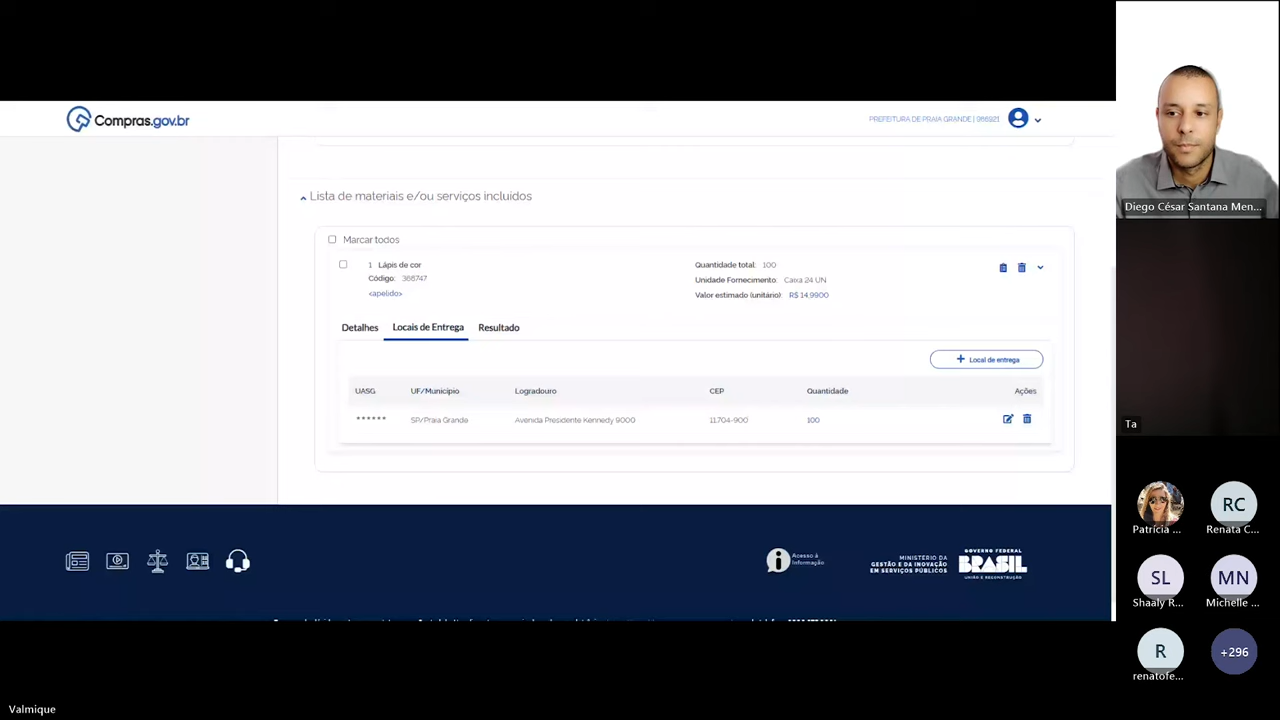 Compras.gov.br
PREFEITURA DE PRAIA GRANDE | 986921
Lista de materiais e/ou serviços incluídos
Marcar todos
1 Lápis de cor
Código: 366747
<apelido>
Quantidade total: 100
Unidade Fornecimento: Caixa 24 UN
Valor estimado (unitário): R$ 14,9900
Detalhes
Locais de Entrega
Resultado
+ Local de entrega
UASG UF/Município Logradouro CEP Quantidade Ações
****** SP/Praia Grande Avenida Presidente Kennedy 9000 11.704-900 100
Acesso à
Informação
MINISTÉRIO DA
GESTÃO E DA INOVAÇÃO
EM SERVIÇOS PÚBLICOS
GOVERNO FEDERAL
BRASIL
UNIÃO E RECONSTRUÇÃO
Diego César Santana Men...
Ta
Patrícia ...
RC
Renata C...
SL
Shaaly R...
MN
Michelle ...
R
renatofe...
+296
Valmique